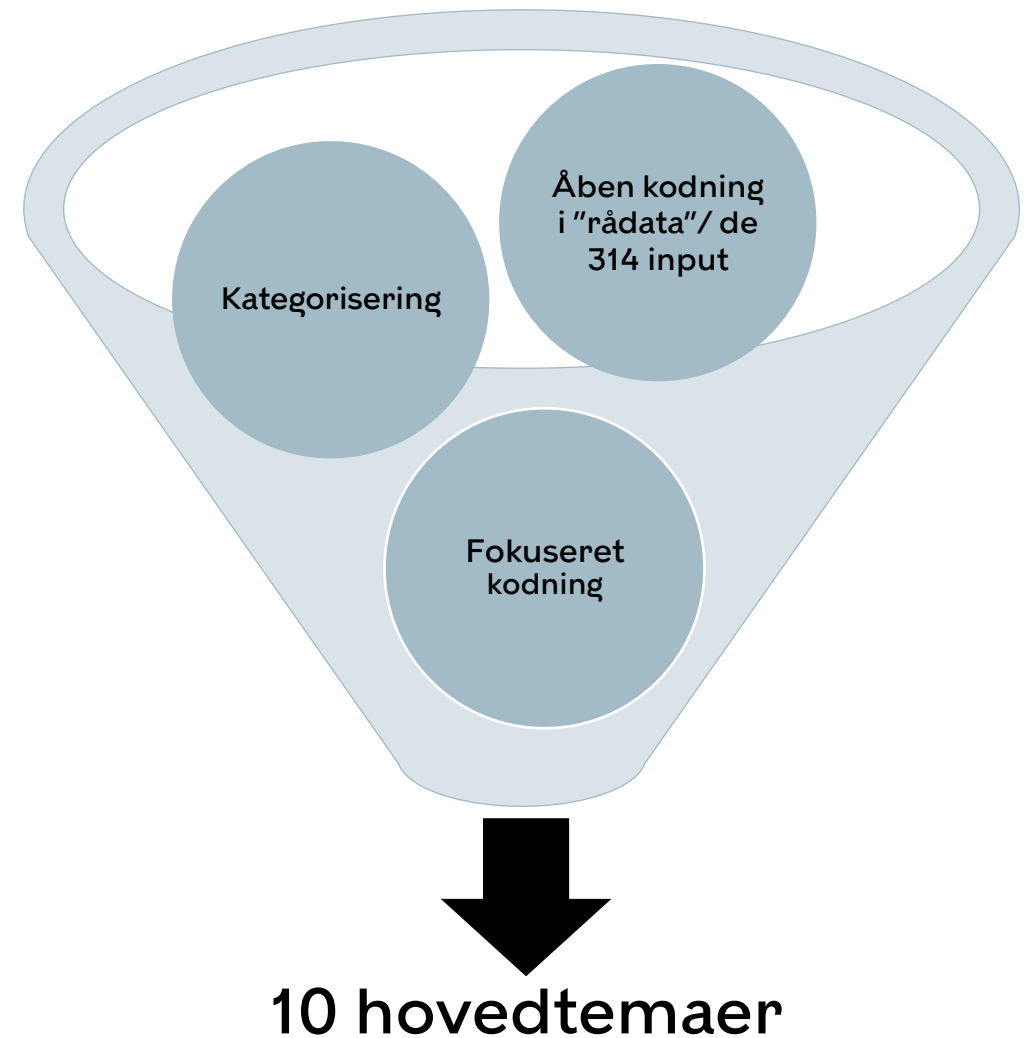 Åben kodning
i ”rådata”/ de
314 input
Kategorisering
Fokuseret
kodning
10 hovedtemaer